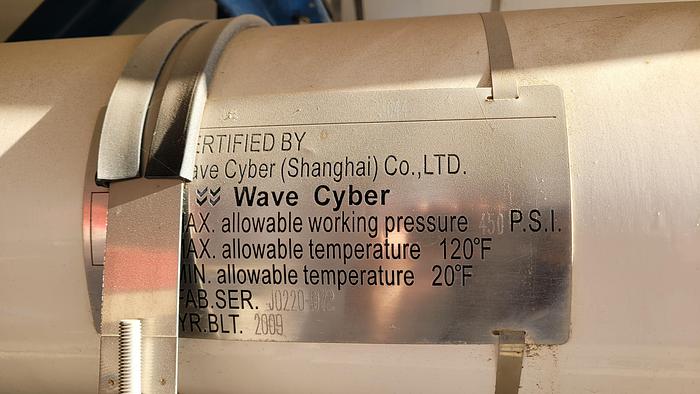 ERTIFIED BY
ave Cyber (Shanghai) Co.,LTD.
Wave Cyber
AX. allowable working pressure 450 P.S.I.
AX. allowable temperature 120°F
IN. allowable temperature 20°F
FAB.SER.
YR.BLT. 2009